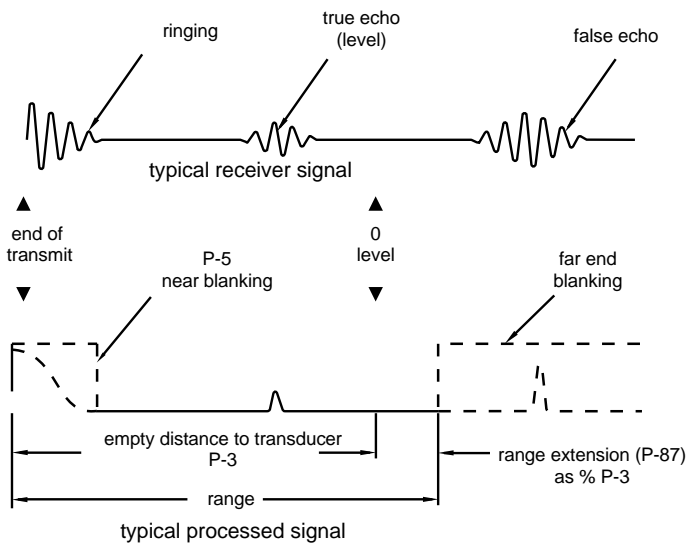 ringing
true echo
(level)
false echo
typical receiver signal
end of
transmit
0
level
P-5
near blanking
far end
blanking
empty distance to transducer
P-3
range extension (P-87)
as % P-3
range
typical processed signal